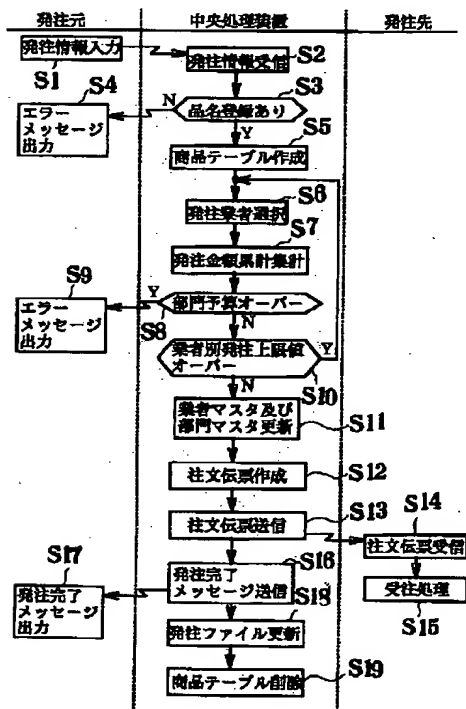 発注元
中央処理装置
発注先
発注情報入力
S1
発注情報受信
S2
S3
品名登録あり
N
Y
S4
エラー
メッセージ
出力
S5
商品テーブル作成
S6
発注業者選択
S7
発注金額累計集計
S8
部門予算オーバー
Y
N
S9
エラー
メッセージ
出力
業者別発注上限値
オーバー
Y
N
S10
業者マスタ及び
部門マスタ更新
S11
注文伝票作成
S12
注文伝票送信
S13
S14
注文伝票受信
受注処理
S15
S16
発注完了
メッセージ送信
S17
発注完了
メッセージ
出力
S18
発注ファイル更新
商品テーブル削除
S19